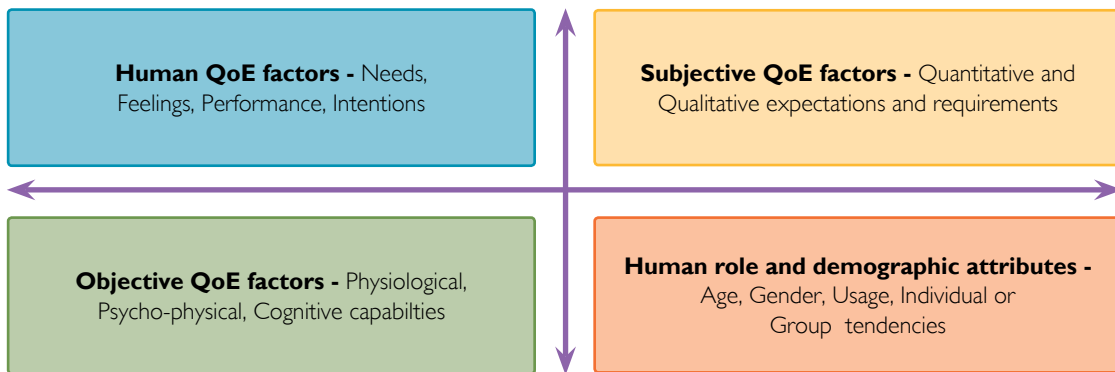 Human QoE factors - Needs,
Feelings, Performance, Intentions
Subjective QoE factors - Quantitative and
Qualitative expectations and requirements
Objective QoE factors - Physiological,
Psycho-physical, Cognitive capabilties
Human role and demographic attributes -
Age, Gender, Usage, Individual or
Group tendencies